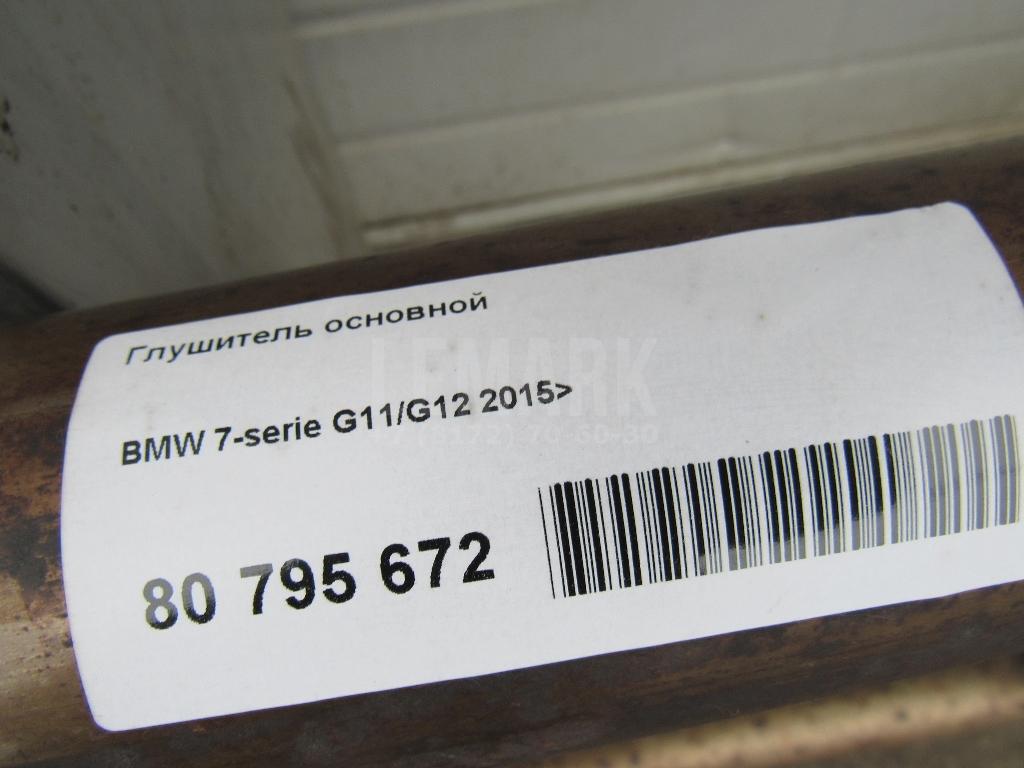 Глушитель основной
LEMARK
BMW 7-serie G11/G12 2015>
80 795 672